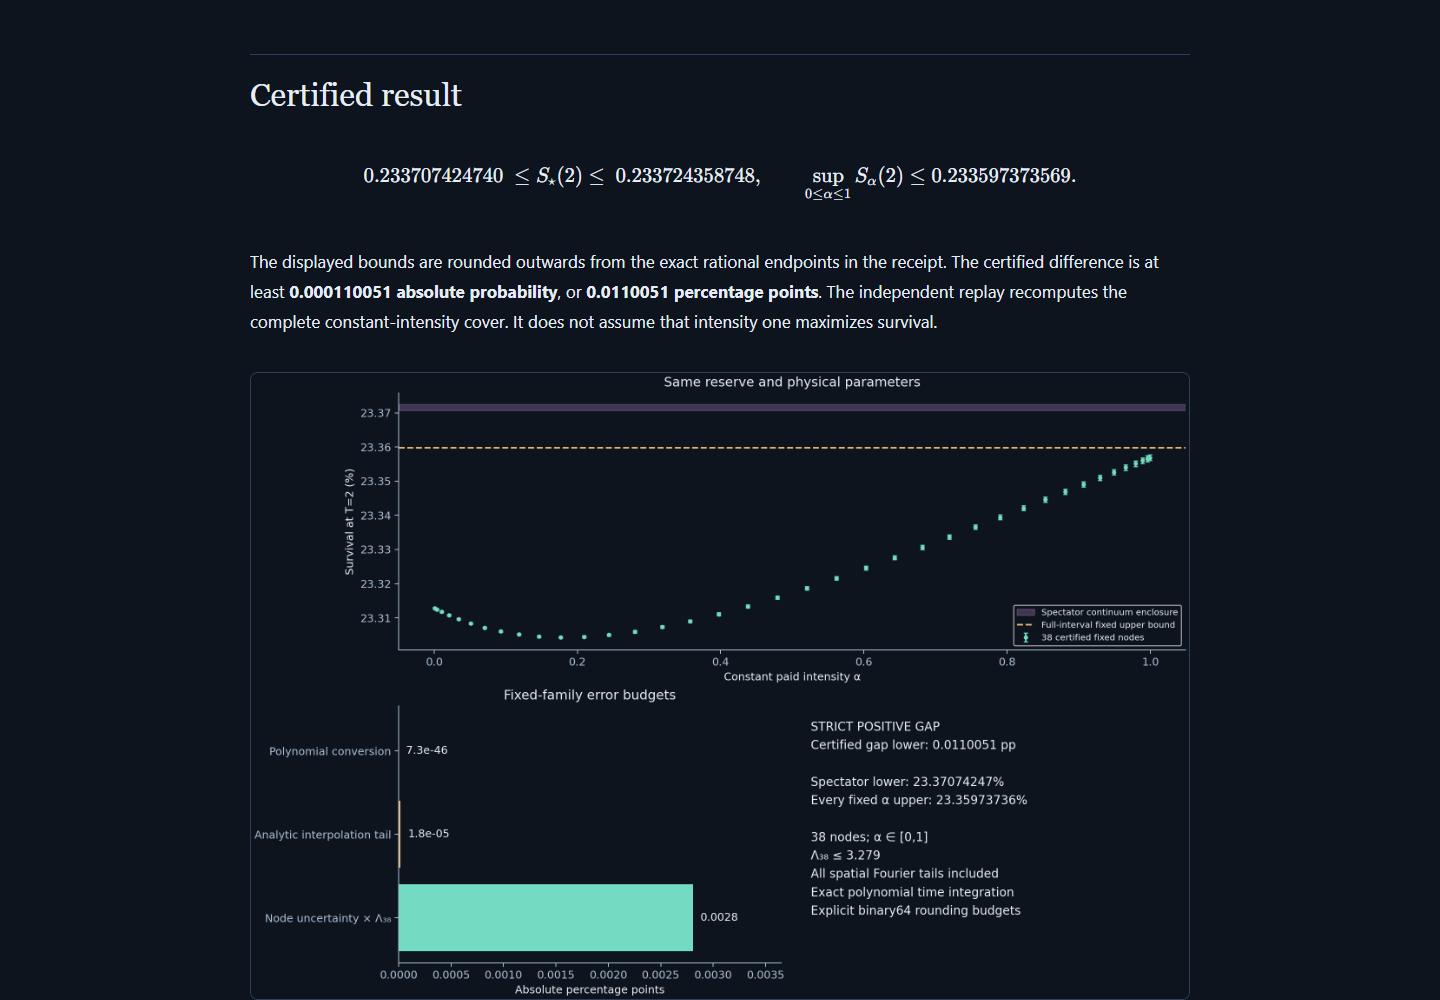 Certified result
0.233707424740 ≤ S⋆(2) ≤ 0.233724358748, sup 0≤α≤1 Sα(2) ≤ 0.233597373569.
The displayed bounds are rounded outwards from the exact rational endpoints in the receipt. The certified difference is at
least 0.000110051 absolute probability, or 0.0110051 percentage points. The independent replay recomputes the
complete constant-intensity cover. It does not assume that intensity one maximizes survival.
Same reserve and physical parameters
23.37
23.36
23.35
23.34
23.33
23.32
23.31
Survival at T=2 (%)
Spectator continuum enclosure
Full-interval fixed upper bound
38 certified fixed nodes
0.0 0.2 0.4 0.6 0.8 1.0
Constant paid intensity α
Fixed-family error budgets
Polynomial conversion 7.3e-46
Analytic interpolation tail 1.8e-05
Node uncertainty × Λ₃₈ 0.0028
0.0000 0.0005 0.0010 0.0015 0.0020 0.0025 0.0030 0.0035
Absolute percentage points
STRICT POSITIVE GAP
Certified gap lower: 0.0110051 pp
Spectator lower: 23.37074247%
Every fixed α upper: 23.35973736%
38 nodes; α ∈ [0,1]
Λ₃₈ ≤ 3.279
All spatial Fourier tails included
Exact polynomial time integration
Explicit binary64 rounding budgets